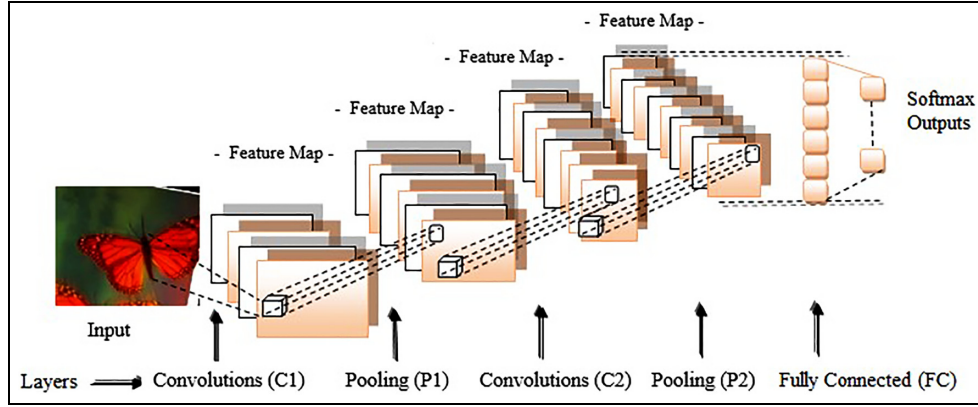 - Feature Map -
- Feature Map -
- Feature Map -
- Feature Map -
Softmax
Outputs
Input
Layers
Convolutions (C1)
Pooling (P1)
Convolutions (C2)
Pooling (P2)
Fully Connected (FC)